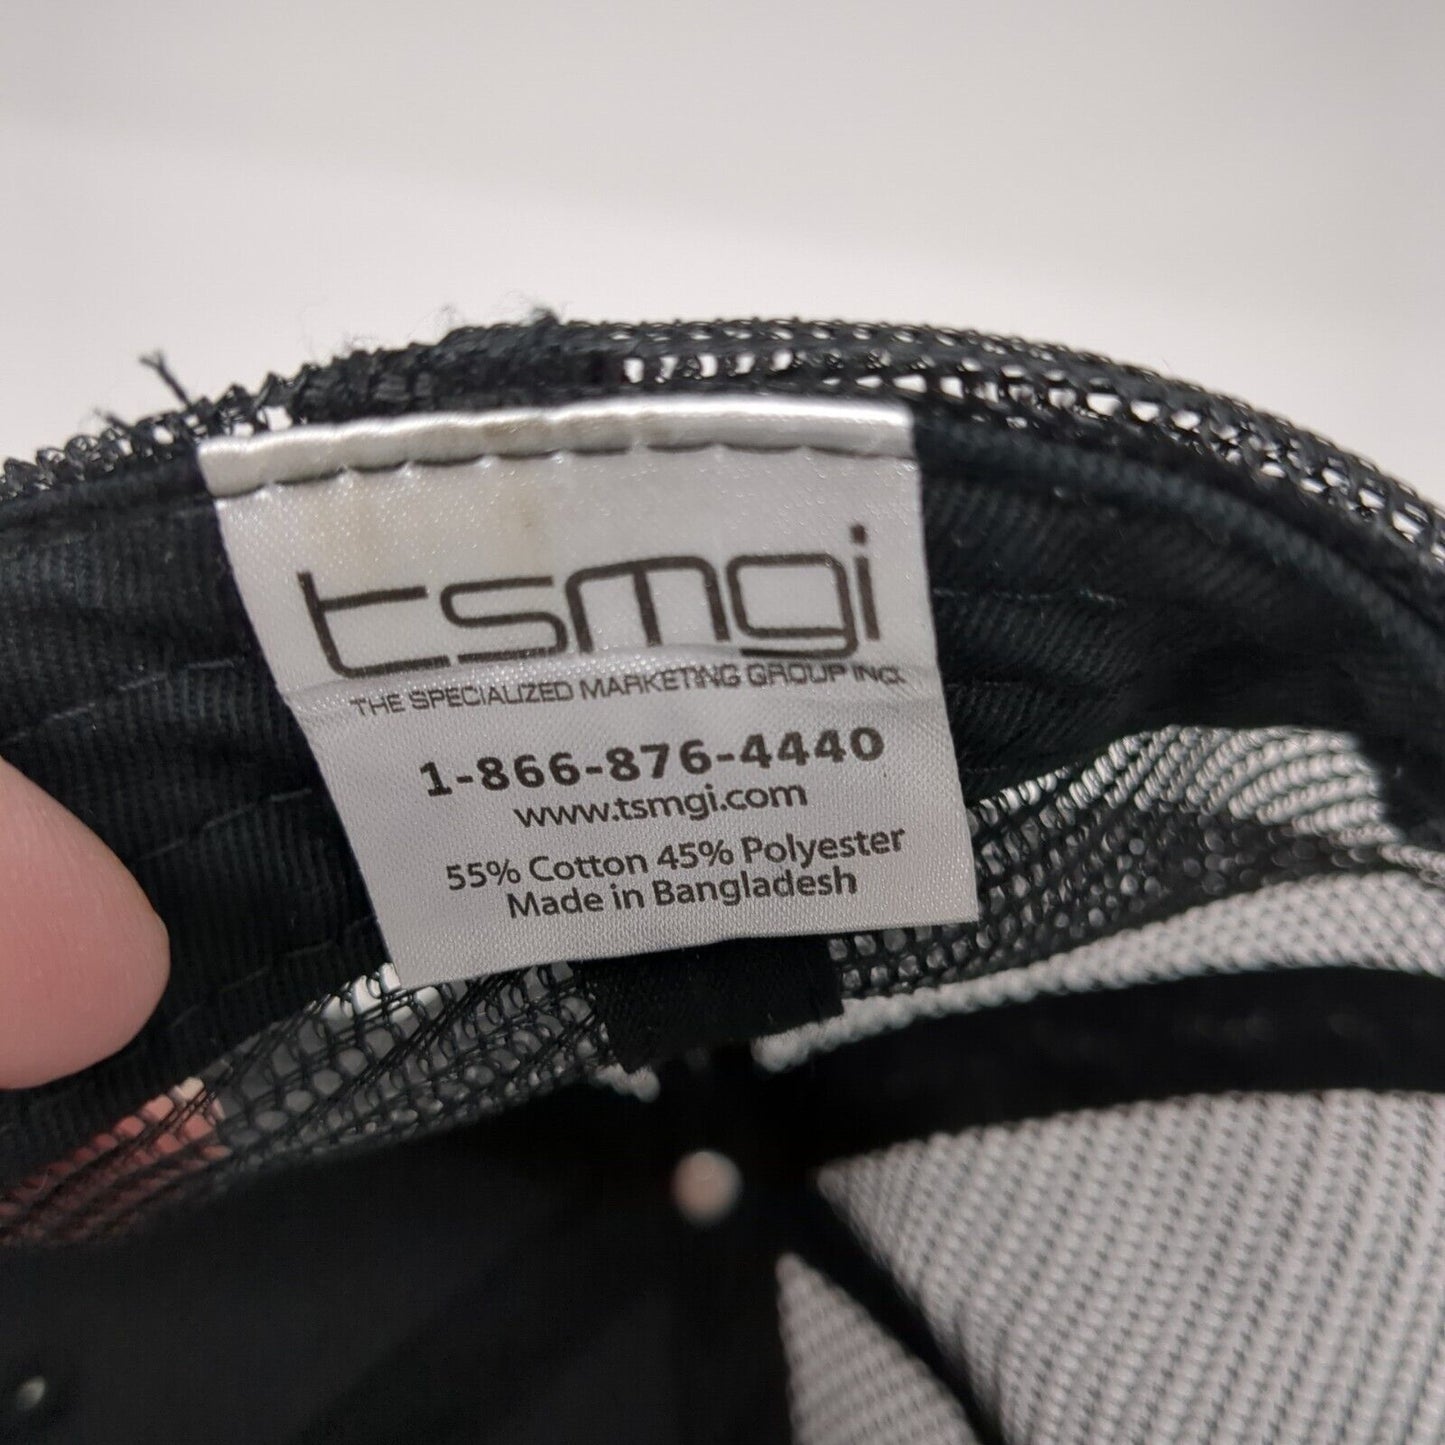 tsmgi
THE SPECIALIZED MARKETING GROUP INC.
1-866-876-4440
www.tsmgi.com
55% Cotton 45% Polyester
Made in Bangladesh